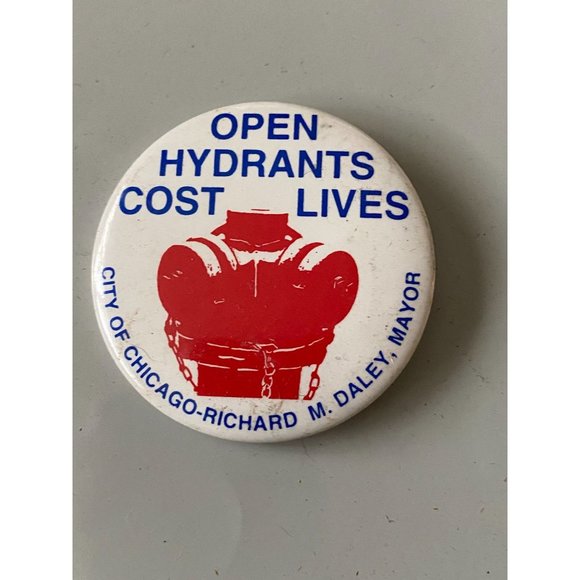 OPEN
HYDRANTS
COST LIVES
CITY OF CHICAGO-RICHARD M. DALEY, MAYOR